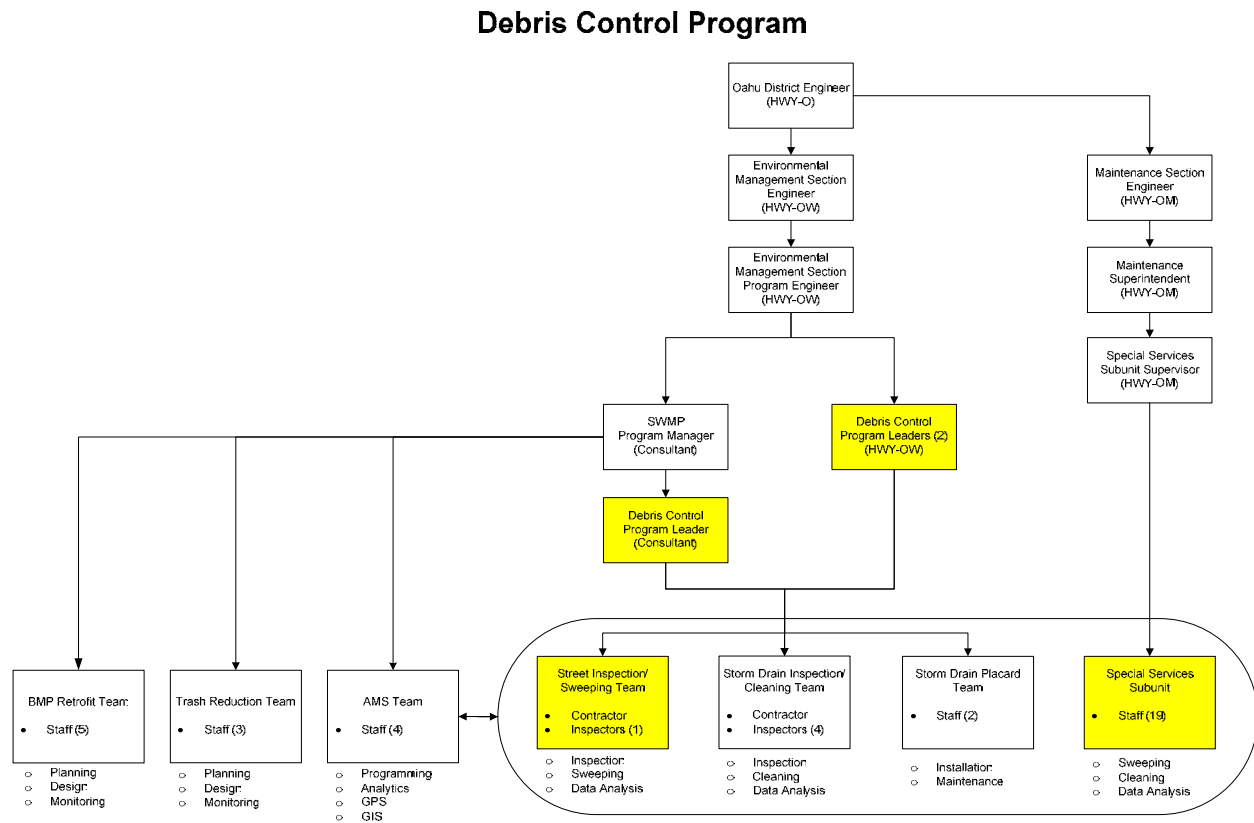 Debris Control Program
Oahu District Engineer
(HWY-O)
Environmental
Management Section
Engineer
(HWY-OW)
Maintenance Section
Engineer
(HWY-OM)
Environmental
Management Section
Program Engineer
(HWY-OW)
Maintenance
Superintendent
(HWY-OM)
Special Services
Subunit Supervisor
(HWY-OM)
SWMP
Program Manager
(Consultant)
Debris Control
Program Leaders (2)
(HWY-OW)
Debris Control
Program Leader
(Consultant)
BMP Retrofit Team
• Staff (5)
○ Planning
○ Design
○ Monitoring
Trash Reduction Team
• Staff (3)
○ Planning
○ Design
○ Monitoring
AMS Team
• Staff (4)
○ Programming
○ Analytics
○ GPS
○ GIS
Street Inspection/
Sweeping Team
• Contractor
• Inspectors (1)
○ Inspection
○ Sweeping
○ Data Analysis
Storm Drain Inspection/
Cleaning Team
• Contractor
• Inspectors (4)
○ Inspection
○ Cleaning
○ Data Analysis
Storm Drain Placard
Team
• Staff (2)
○ Installation
○ Maintenance
Special Services
Subunit
• Staff (19)
○ Sweeping
○ Cleaning
○ Data Analysis